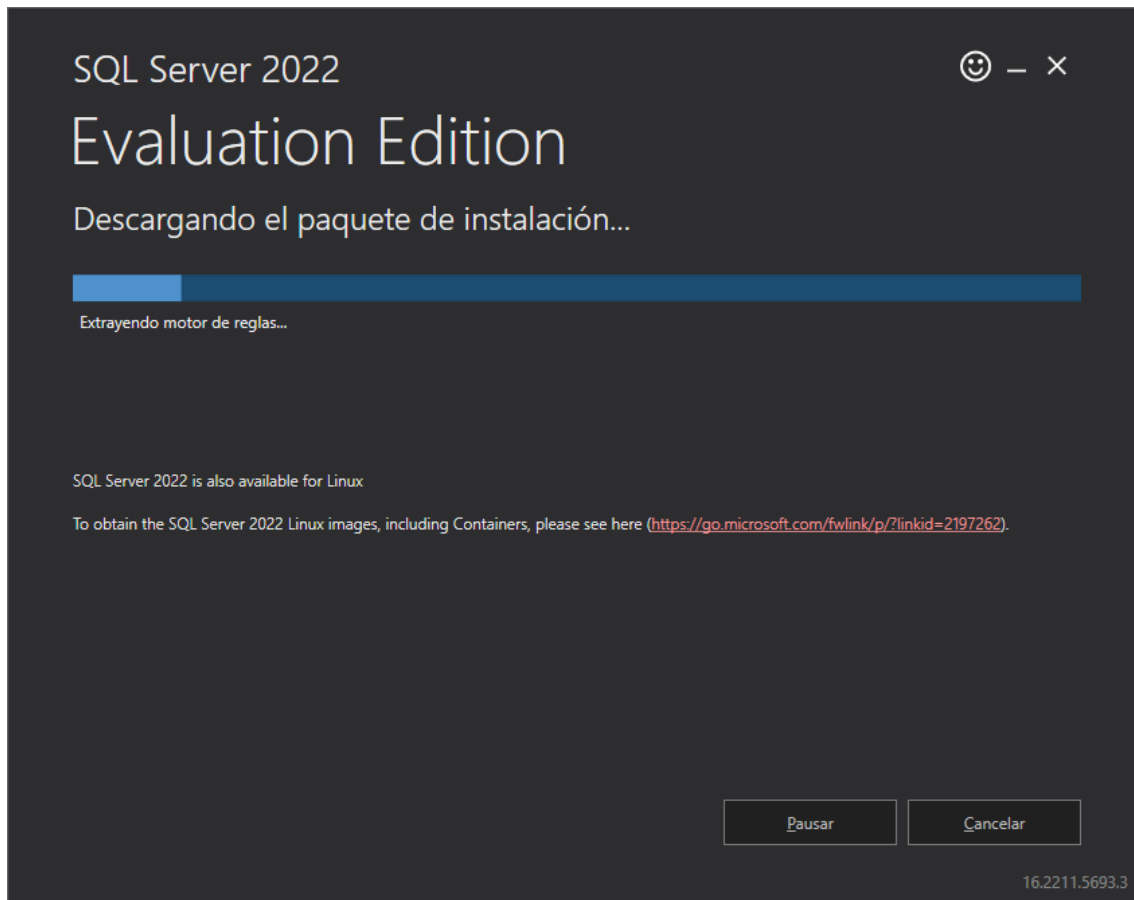 SQL Server 2022
Evaluation Edition
Descargando el paquete de instalación...
Extrayendo motor de reglas...
SQL Server 2022 is also available for Linux
To obtain the SQL Server 2022 Linux images, including Containers, please see here (https://go.microsoft.com/fwlink/p/?linkid=2197262).
Pausar
Cancelar
16.2211.5693.3